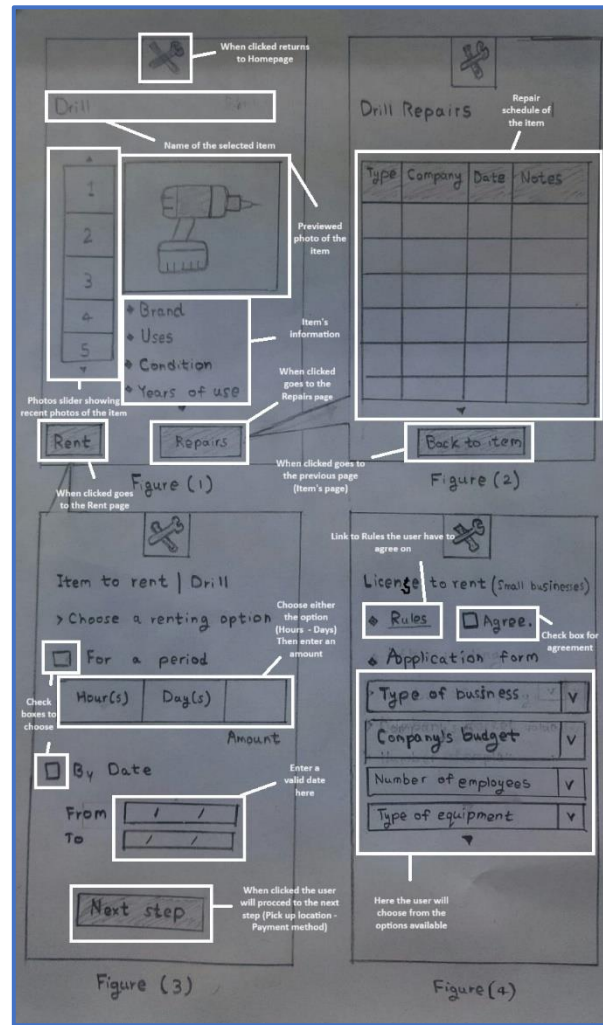 When clicked returns
to Homepage
Drill
Name of the selected item
1
2
3
4
5
Previewed
photo of the
item
Brand
Uses
Condition
Years of use
Item's
information
When clicked
goes to the
Repairs page
Photos slider showing
recent photos of the item
Rent
Repairs
When clicked goes
to the Rent page
Figure (1)
Repair
schedule of
the item
Drill Repairs
Type Company Date Notes
Back to item
When clicked goes to
the previous page
(Item's page)
Figure (2)
Item to rent | Drill
> Choose a renting option
Choose either
the option
(Hours - Days)
Then enter an
amount
For a period
Hour(s) Day(s)
Amount
Check
boxes to
choose
By Date
Enter a
valid date
here
From / /
To / /
Next step
When clicked the user
will procced to the next
step (Pick up location -
Payment method)
Figure (3)
Link to Rules the user have to
agree on
License to rent (Small businesses)
Rules
Agree.
Check box for
agreement
Application form
Type of business V
Conpany's budget V
Number of employees V
Type of equipment V
Here the user will
choose from the
options available
Figure (4)